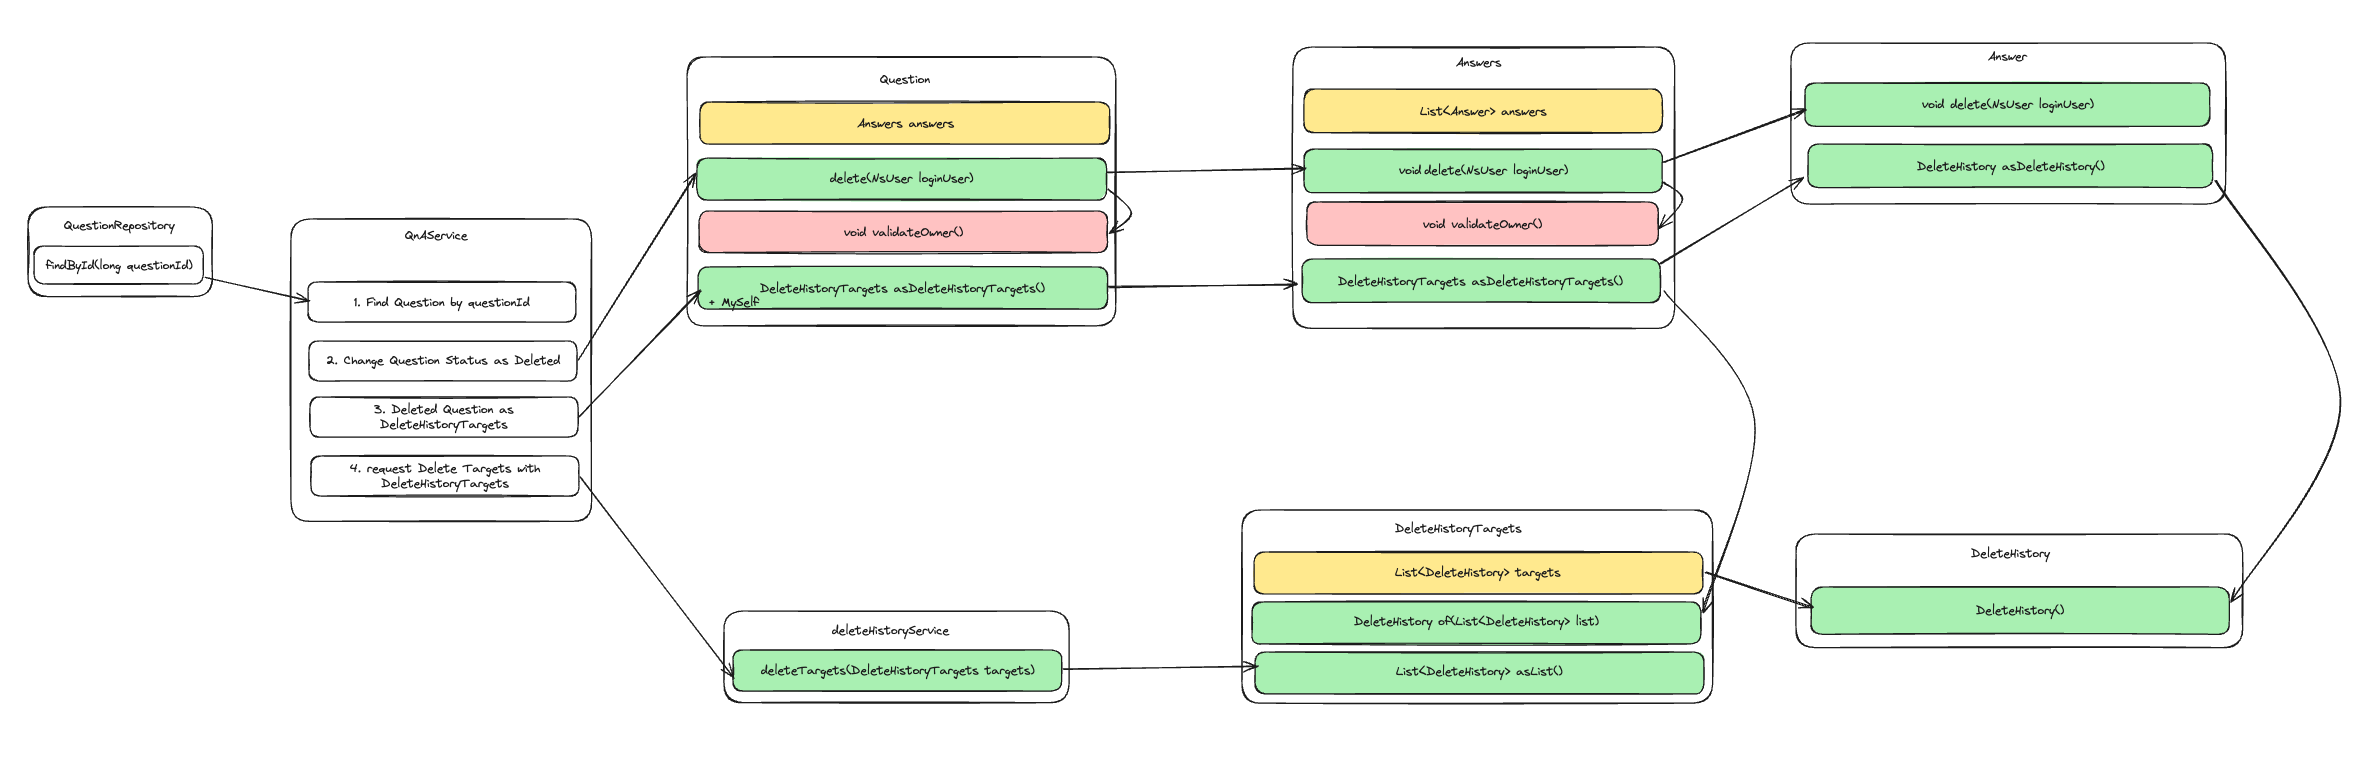 QuestionRepository
findById(long questionId)
QnAService
1. Find Question by questionId
2. Change Question Status as Deleted
3. Deleted Question as
DeleteHistoryTargets
4. request Delete Targets with
DeleteHistoryTargets
Question
Answers answers
delete(NsUser loginUser)
void validateOwner()
DeleteHistoryTargets asDeleteHistoryTargets()
+ MySelf
Answers
List<Answer> answers
void delete(NsUser loginUser)
void validateOwner()
DeleteHistoryTargets asDeleteHistoryTargets()
Answer
void delete(NsUser loginUser)
DeleteHistory asDeleteHistory()
deleteHistoryService
deleteTargets(DeleteHistoryTargets targets)
DeleteHistoryTargets
List<DeleteHistory> targets
DeleteHistory of(List<DeleteHistory> list)
List<DeleteHistory> asList()
DeleteHistory
DeleteHistory()